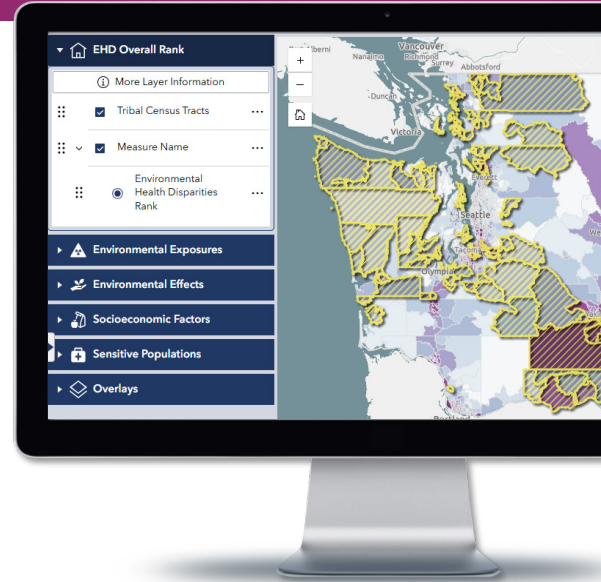 EHD Overall Rank
More Layer Information
Tribal Census Tracts
Measure Name
Environmental
Health Disparities
Rank
Environmental Exposures
Environmental Effects
Socioeconomic Factors
Sensitive Populations
Overlays
Vancouver
Nanaimo
Richmond
Surrey
Abbotsford
Duncan
Victoria
Everett
Seattle
Tacoma
Olympia
Portland